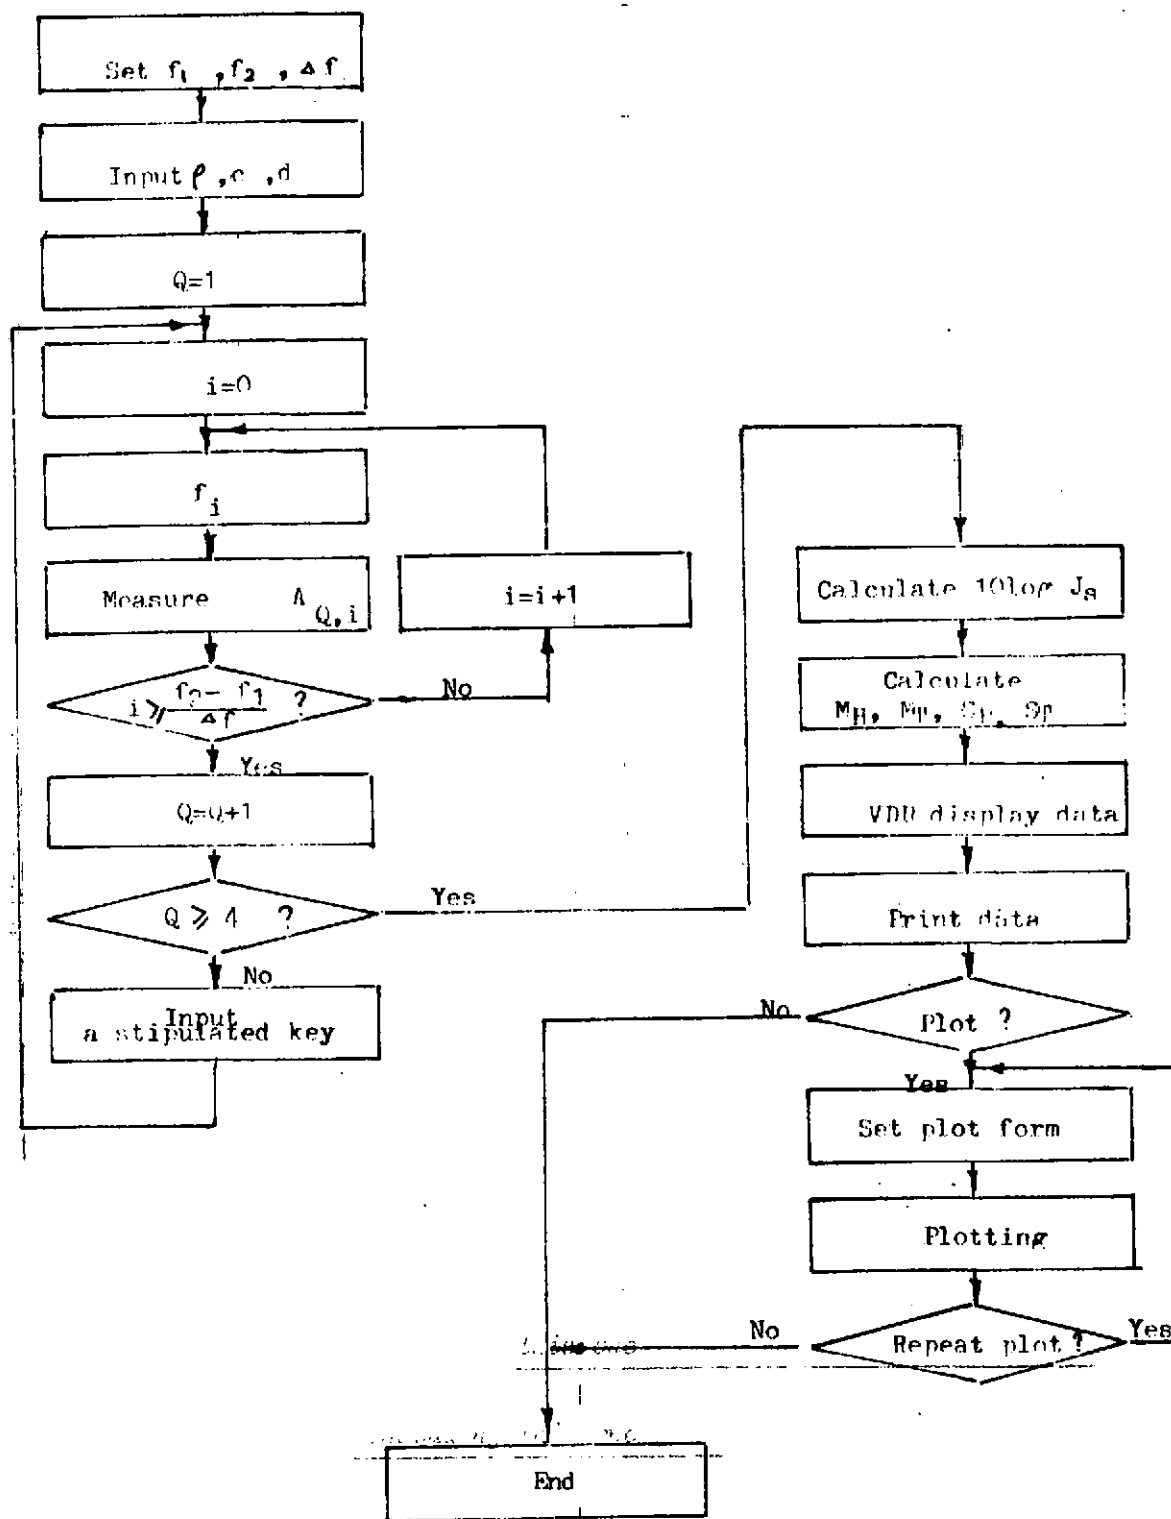 Set f₁ , f₂ , Δf
Input ρ , c , d
Q=1
i=0
f i
Measure A Q,i
i ⩾ f₂- f₁ / Δf ?
No
i=i+1
Yes
Q=Q+1
Q ⩾ 4 ?
Yes
No
Input
a stipulated key
Calculate 10log Js
Calculate
MH,
VDU display data
Print data
Plot ?
No
Yes
Set plot form
Plotting
Repeat plot ?
No
Yes
End